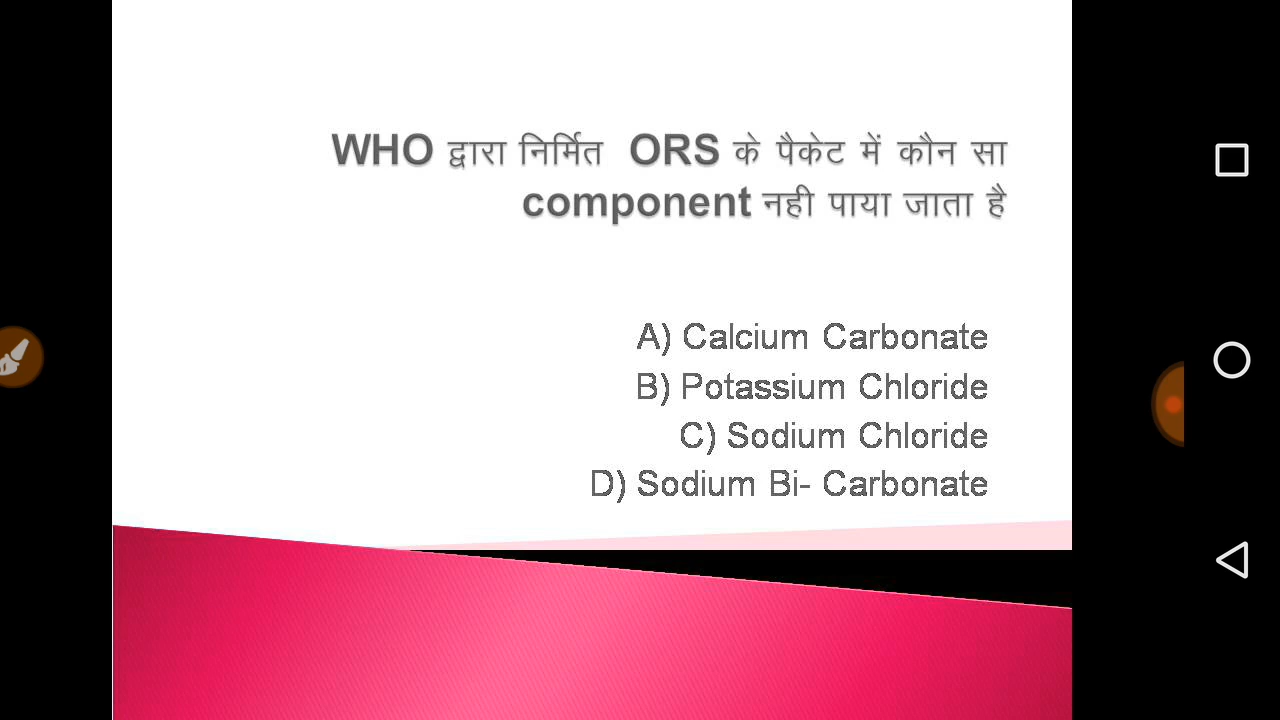 WHO द्वारा निर्मित ORS के पैकेट में कौन सा
component नही पाया जाता है
A) Calcium Carbonate
B) Potassium Chloride
C) Sodium Chloride
D) Sodium Bi- Carbonate